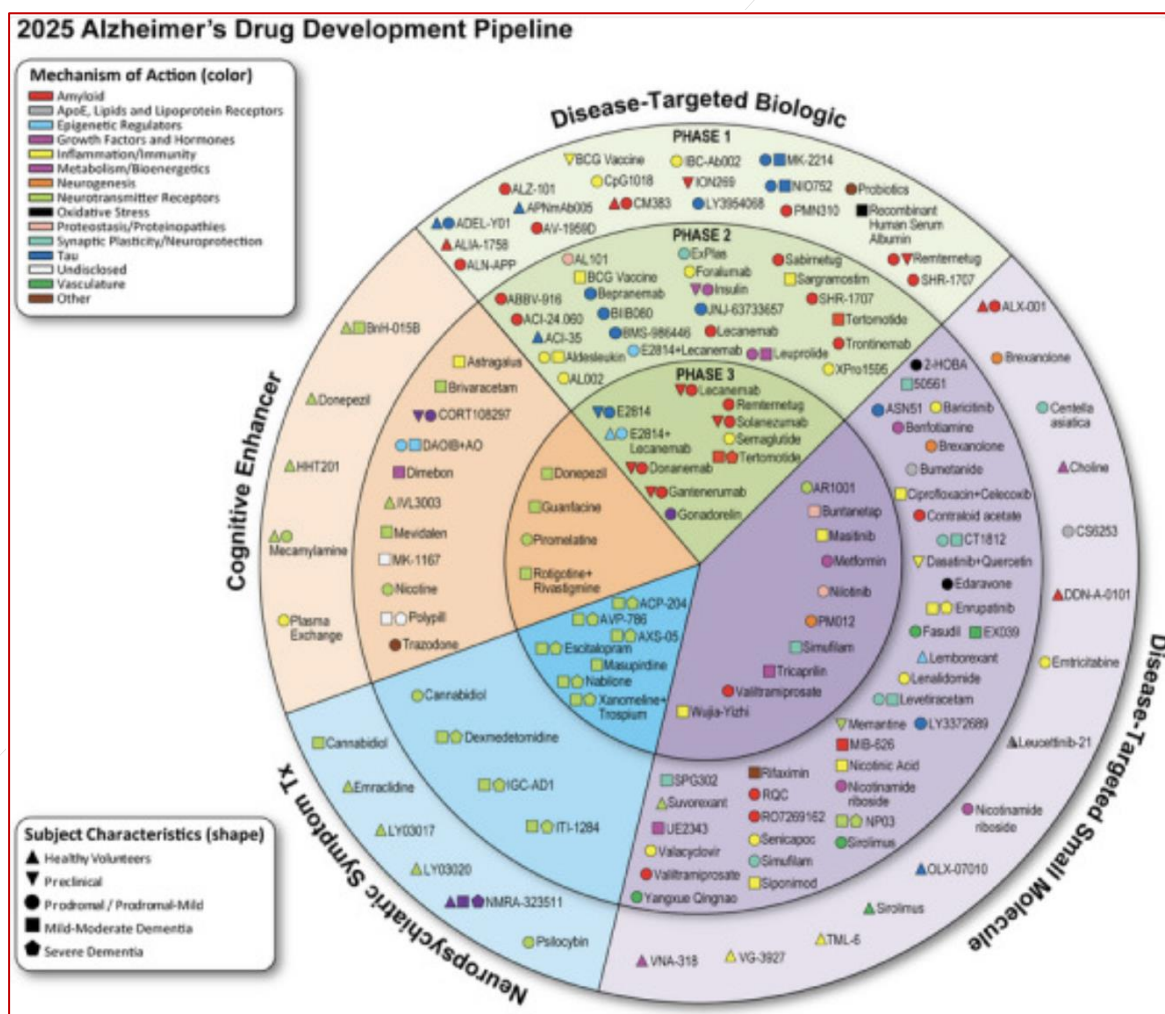 2025 Alzheimer's Drug Development Pipeline
Mechanism of Action (color)
Amyloid
ApoE, Lipids and Lipoprotein Receptors
Epigenetic Regulators
Growth Factors and Hormones
Inflammation/Immunity
Metabolism/Bioenergetics
Neurogenesis
Neurotransmitter Receptors
Oxidative Stress
Proteostasis/Proteinopathies
Synaptic Plasticity/Neuroprotection
Tau
Undisclosed
Vasculature
Other
Disease-Targeted Biologic
PHASE 1
BCG Vaccine
IBC-Ab002
MK-2214
ALZ-101
CpG1018
ION269
NIO752
Probiotics
APNmAb005
CM383
LY3954068
PMN310
Recombinant
Human Serum
Albumin
ADEL-Y01
AV-1959D
ALIA-1758
ALN-APP
Remternetug
SHR-1707
PHASE 2
AL101
ExPlas
Sabirnetug
BCG Vaccine
Foralumab
Sargramostim
ABBV-916
Bepranemab
Insulin
SHR-1707
ACI-24.060
BIIB080
JNJ-63733657
Tertomotide
ACI-35
BMS-986446
Lecanemab
Trontinemab
Aldesleukin
E2814+Lecanemab
Leuprolide
XPro1595
AL002
PHASE 3
Lecanemab
Remternetug
E2814
Solanezumab
E2814+
Lecanemab
Semaglutide
Tertomotide
Donanemab
Gantenerumab
Gonadorelin
Cognitive Enhancer
BnH-015B
Donepezil
HHT201
Mecamylamine
Plasma
Exchange
Astragalus
Brivaracetam
CORT108297
DAOIB+AO
Dimebon
IVL3003
Mevidalen
MK-1167
Nicotine
Polypill
Trazodone
Donepezil
Guanfacine
Piromelatine
Rotigotine+
Rivastigmine
Disease-Targeted Small Molecule
AR1001
Buntanetap
Masitinib
Metformin
Nilotinib
PM012
Simufilam
Tricaprilin
Valiltramiprosate
Wujia-Yizhi
2-HOBA
S0561
ASN51
Baricitinib
Benfotiamine
Brexanolone
Bumetanide
Ciprofloxacin+Celecoxib
Contraloid acetate
CT1812
Dasatinib+Quercetin
Edaravone
Enrupatinib
Fasudil
EX039
Lemborexant
Lenalidomide
Levetiracetam
Memantine
LY3372689
MIB-626
Nicotinic Acid
Nicotinamide
riboside
NP03
Sirolimus
SPG302
Rifaximin
Suvorexant
RQC
UE2343
RO7269162
Valacyclovir
Senicapoc
Valiltramiprosate
Simufilam
Yangxue Qingnao
Siponimod
ALX-001
Brexanolone
Centella
asiatica
Choline
CS6253
DDN-A-0101
Emtricitabine
Leucettinib-21
Nicotinamide
riboside
OLX-07010
Sirolimus
TML-6
VG-3927
VNA-318
Neuropsychiatric Symptom Tx
ACP-204
AVP-786
AXS-05
Escitalopram
Masupirdine
Nabilone
Xanomeline+
Trospium
Cannabidiol
Dexmedetomidine
IGC-AD1
ITI-1284
Cannabidiol
Emraclidine
LY03017
LY03020
NMRA-323511
Psilocybin
Subject Characteristics (shape)
Healthy Volunteers
Preclinical
Prodromal / Prodromal-Mild
Mild-Moderate Dementia
Severe Dementia